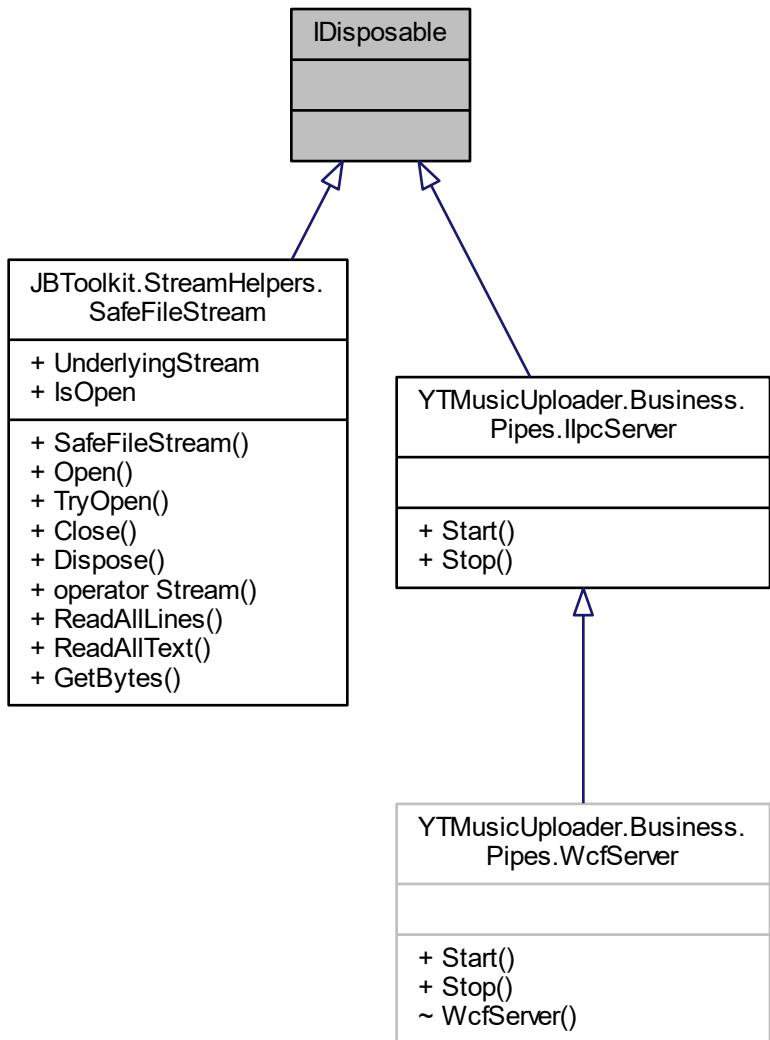 IDisposable
JBToolkit.StreamHelpers.
SafeFileStream
+ UnderlyingStream
+ IsOpen
+ SafeFileStream()
+ Open()
+ TryOpen()
+ Close()
+ Dispose()
+ operator Stream()
+ ReadAllLines()
+ ReadAllText()
+ GetBytes()
YTMusicUploader.Business.
Pipes.IIpcServer
+ Start()
+ Stop()
YTMusicUploader.Business.
Pipes.WcfServer
+ Start()
+ Stop()
~ WcfServer()